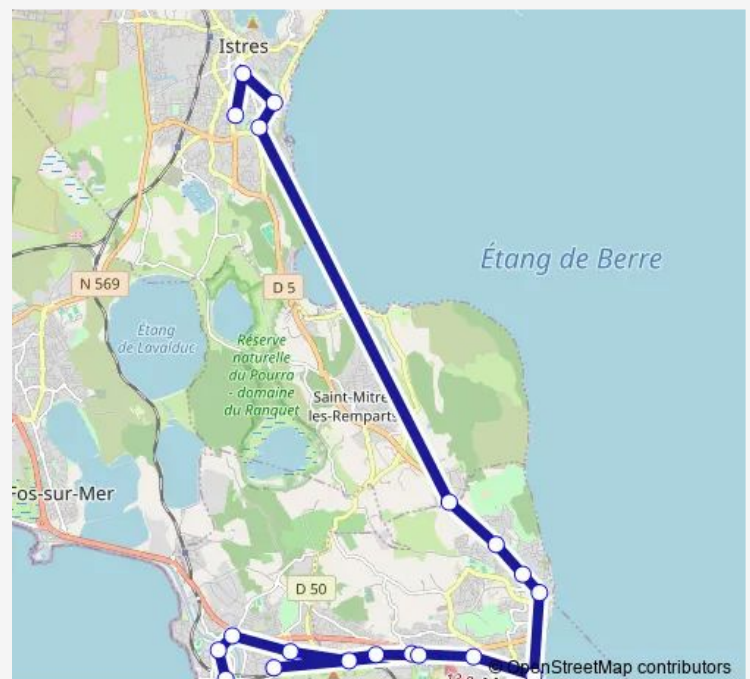 Istres
Étang de Berre
N 569
D 5
Étang
de Lavalduc
Réserve
naturelle
du Pourra
- domaine
du Ranquet
Saint-Mitre
les-Remparts
Fos-sur-Mer
D 50
© OpenStreetMap contributors